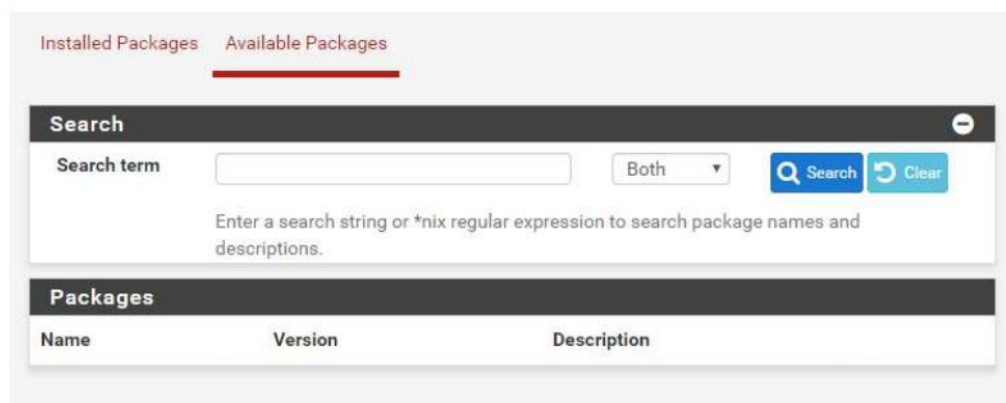 Installed Packages Available Packages
Search
Search term Both Search Clear
Enter a search string or *nix regular expression to search package names and
descriptions.
Packages
Name Version Description